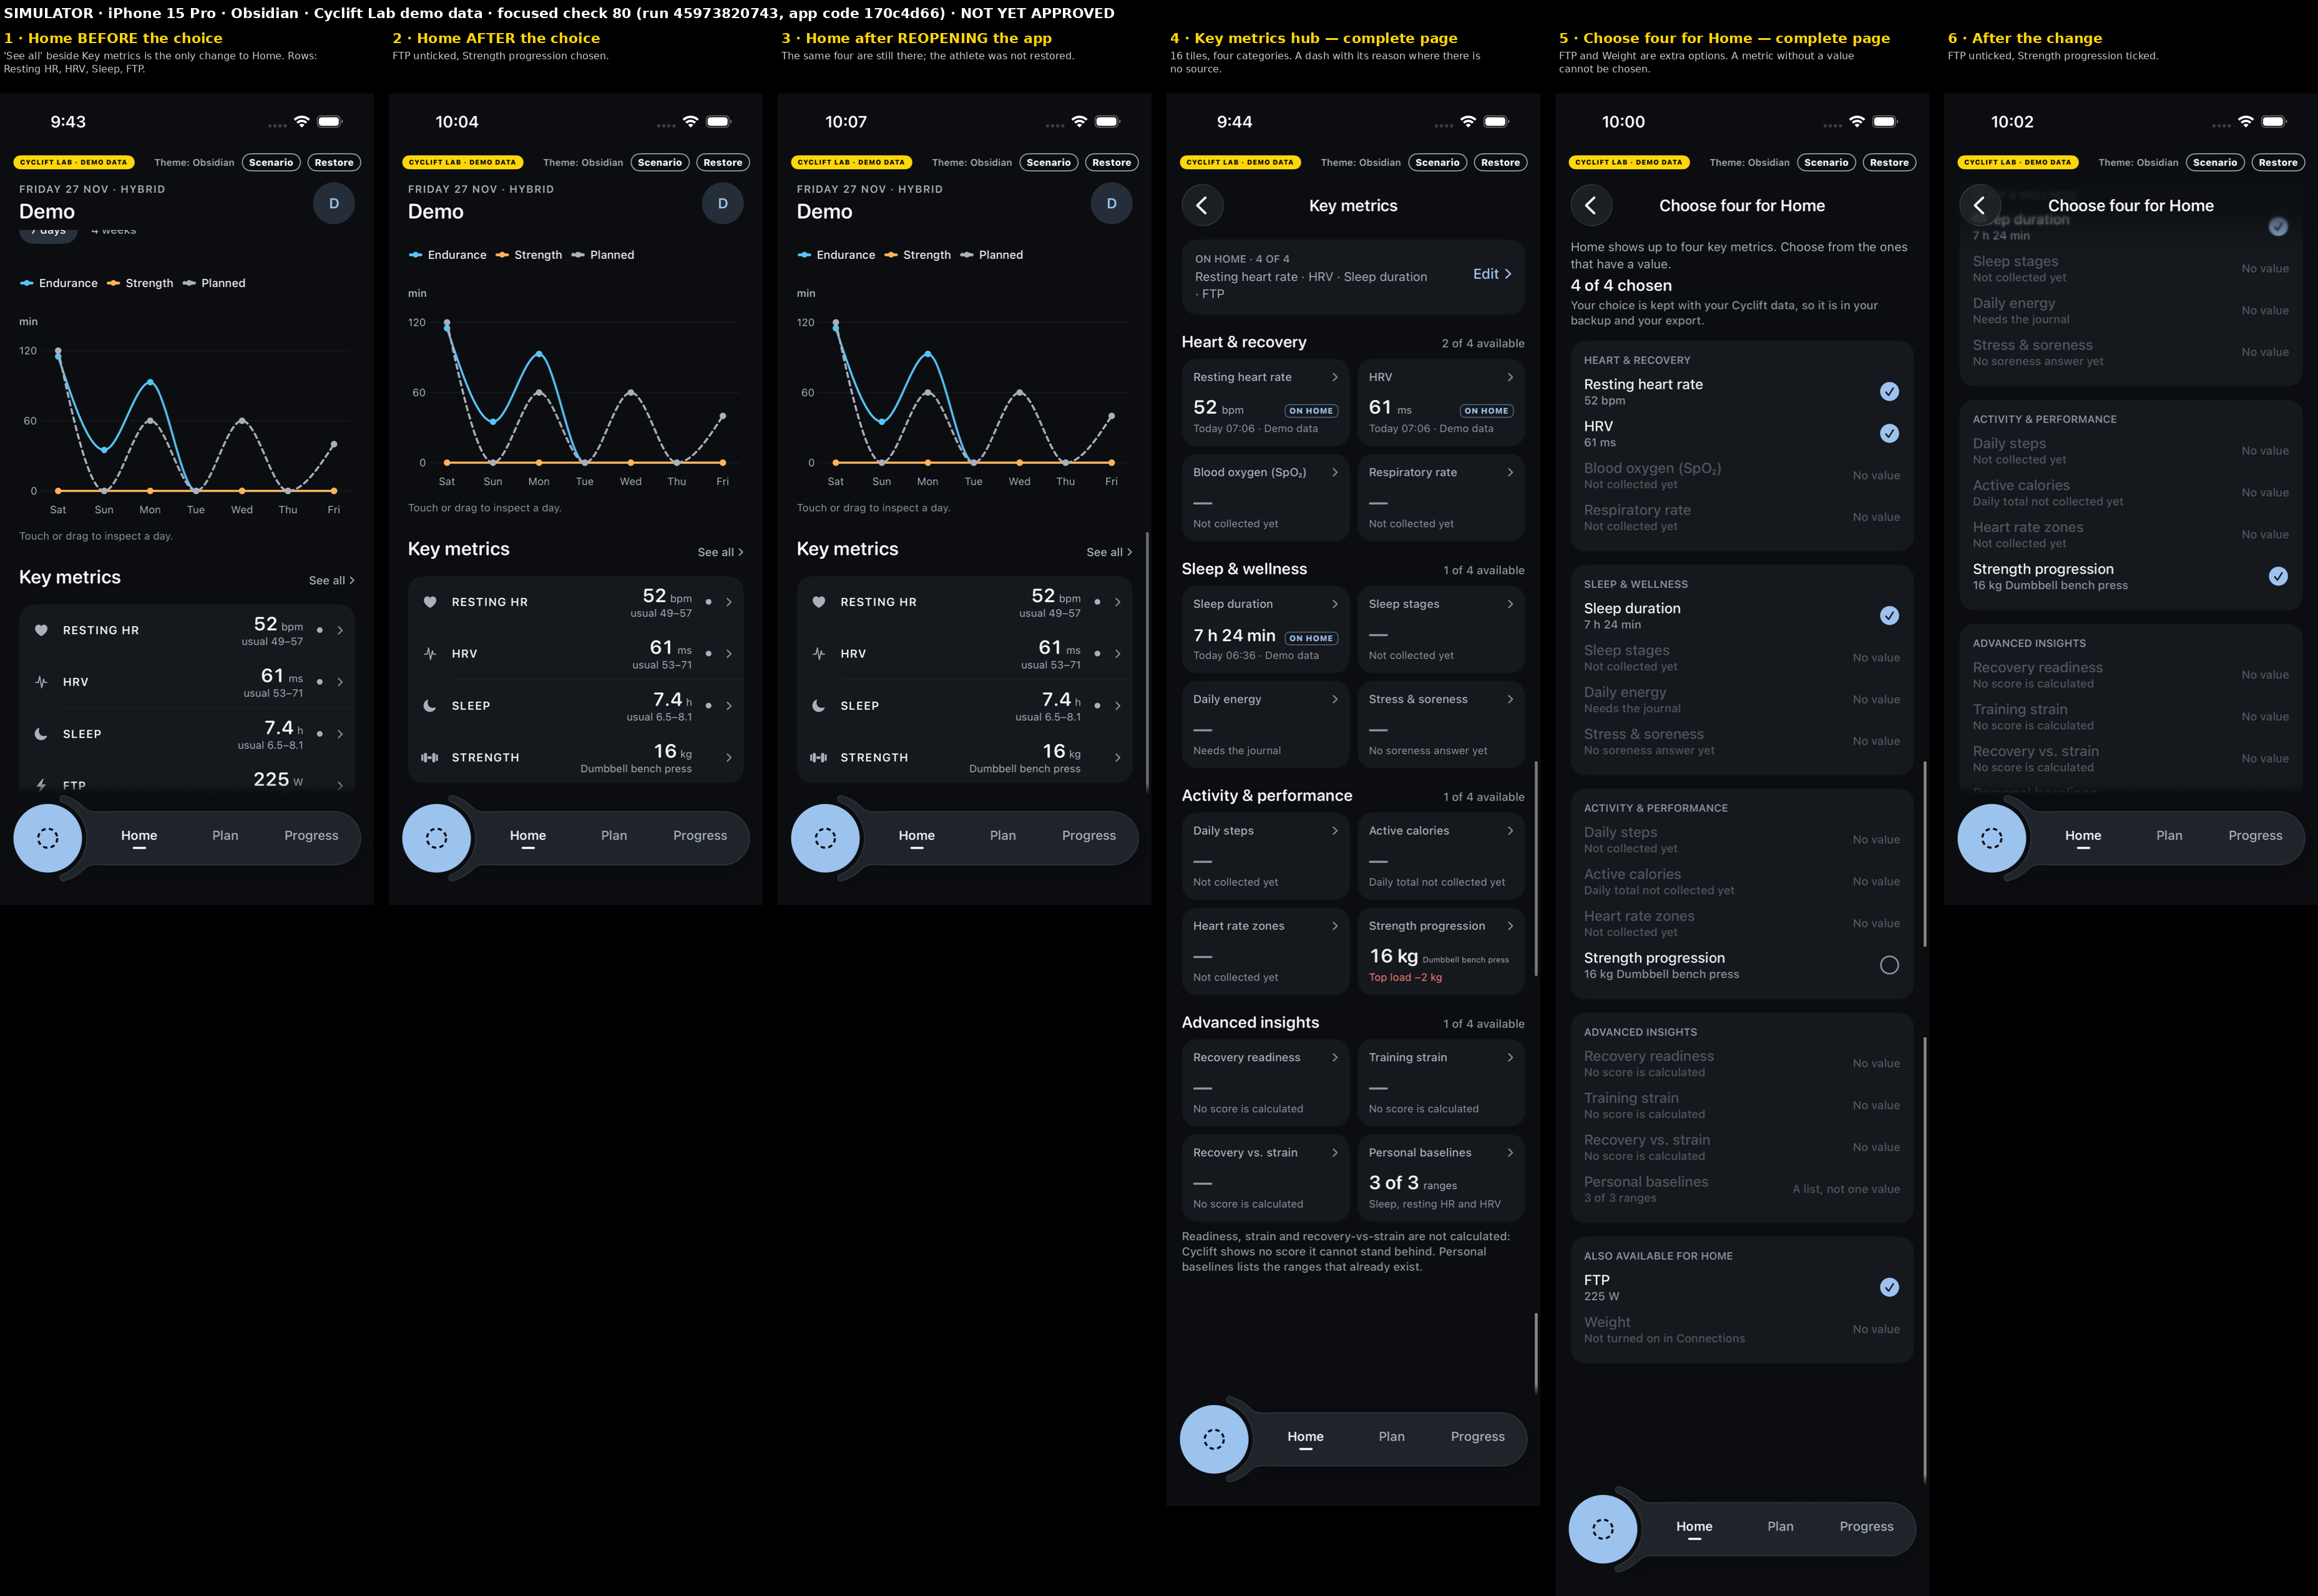 SIMULATOR · iPhone 15 Pro · Obsidian · Cyclift Lab demo data · focused check 80 (run 45973820743, app code 170c4d66) · NOT YET APPROVED
1 · Home BEFORE the choice
'See all' beside Key metrics is the only change to Home. Rows:
Resting HR, HRV, Sleep, FTP.
9:43
CYCLIFT LAB · DEMO DATA
Theme: Obsidian
Scenario
Restore
FRIDAY 27 NOV · HYBRID
Demo
D
7 days
4 weeks
Endurance
Strength
Planned
min
120
60
0
Sat Sun Mon Tue Wed Thu Fri
Touch or drag to inspect a day.
Key metrics
See all
RESTING HR
52 bpm
usual 49–57
HRV
61 ms
usual 53–71
SLEEP
7.4 h
usual 6.5–8.1
FTP
225 W
Home
Plan
Progress
2 · Home AFTER the choice
FTP unticked, Strength progression chosen.
10:04
CYCLIFT LAB · DEMO DATA
Theme: Obsidian
Scenario
Restore
FRIDAY 27 NOV · HYBRID
Demo
D
Endurance
Strength
Planned
min
120
60
0
Sat Sun Mon Tue Wed Thu Fri
Touch or drag to inspect a day.
Key metrics
See all
RESTING HR
52 bpm
usual 49–57
HRV
61 ms
usual 53–71
SLEEP
7.4 h
usual 6.5–8.1
STRENGTH
16 kg
Dumbbell bench press
Home
Plan
Progress
3 · Home after REOPENING the app
The same four are still there; the athlete was not restored.
10:07
CYCLIFT LAB · DEMO DATA
Theme: Obsidian
Scenario
Restore
FRIDAY 27 NOV · HYBRID
Demo
D
Endurance
Strength
Planned
min
120
60
0
Sat Sun Mon Tue Wed Thu Fri
Touch or drag to inspect a day.
Key metrics
See all
RESTING HR
52 bpm
usual 49–57
HRV
61 ms
usual 53–71
SLEEP
7.4 h
usual 6.5–8.1
STRENGTH
16 kg
Dumbbell bench press
Home
Plan
Progress
4 · Key metrics hub — complete page
16 tiles, four categories. A dash with its reason where there is
no source.
9:44
CYCLIFT LAB · DEMO DATA
Theme: Obsidian
Scenario
Restore
Key metrics
ON HOME · 4 OF 4
Resting heart rate · HRV · Sleep duration
· FTP
Edit
Heart & recovery
2 of 4 available
Resting heart rate
52 bpm
ON HOME
Today 07:06 · Demo data
HRV
61 ms
ON HOME
Today 07:06 · Demo data
Blood oxygen (SpO₂)
—
Not collected yet
Respiratory rate
—
Not collected yet
Sleep & wellness
1 of 4 available
Sleep duration
7 h 24 min
ON HOME
Today 06:36 · Demo data
Sleep stages
—
Not collected yet
Daily energy
—
Needs the journal
Stress & soreness
—
No soreness answer yet
Activity & performance
1 of 4 available
Daily steps
—
Not collected yet
Active calories
—
Daily total not collected yet
Heart rate zones
—
Not collected yet
Strength progression
16 kg Dumbbell bench press
Top load −2 kg
Advanced insights
1 of 4 available
Recovery readiness
—
No score is calculated
Training strain
—
No score is calculated
Recovery vs. strain
—
No score is calculated
Personal baselines
3 of 3 ranges
Sleep, resting HR and HRV
Readiness, strain and recovery-vs-strain are not calculated:
Cyclift shows no score it cannot stand behind. Personal
baselines lists the ranges that already exist.
Home
Plan
Progress
5 · Choose four for Home — complete page
FTP and Weight are extra options. A metric without a value
cannot be chosen.
10:00
CYCLIFT LAB · DEMO DATA
Theme: Obsidian
Scenario
Restore
Choose four for Home
Home shows up to four key metrics. Choose from the ones
that have a value.
4 of 4 chosen
Your choice is kept with your Cyclift data, so it is in your
backup and your export.
HEART & RECOVERY
Resting heart rate
52 bpm
HRV
61 ms
Blood oxygen (SpO₂)
Not collected yet
No value
Respiratory rate
Not collected yet
No value
SLEEP & WELLNESS
Sleep duration
7 h 24 min
Sleep stages
Not collected yet
No value
Daily energy
Needs the journal
No value
Stress & soreness
No soreness answer yet
No value
ACTIVITY & PERFORMANCE
Daily steps
Not collected yet
No value
Active calories
Daily total not collected yet
No value
Heart rate zones
Not collected yet
No value
Strength progression
16 kg Dumbbell bench press
ADVANCED INSIGHTS
Recovery readiness
No score is calculated
No value
Training strain
No score is calculated
No value
Recovery vs. strain
No score is calculated
No value
Personal baselines
3 of 3 ranges
A list, not one value
ALSO AVAILABLE FOR HOME
FTP
225 W
Weight
Not turned on in Connections
No value
Home
Plan
Progress
6 · After the change
FTP unticked, Strength progression ticked.
10:02
CYCLIFT LAB · DEMO DATA
Theme: Obsidian
Scenario
Restore
Choose four for Home
duration
7 h 24 min
Sleep stages
Not collected yet
No value
Daily energy
Needs the journal
No value
Stress & soreness
No soreness answer yet
No value
ACTIVITY & PERFORMANCE
Daily steps
Not collected yet
No value
Active calories
Daily total not collected yet
No value
Heart rate zones
Not collected yet
No value
Strength progression
16 kg Dumbbell bench press
ADVANCED INSIGHTS
Recovery readiness
No score is calculated
No value
Training strain
No score is calculated
No value
Recovery vs. strain
No score is calculated
No value
Personal baselines
Home
Plan
Progress